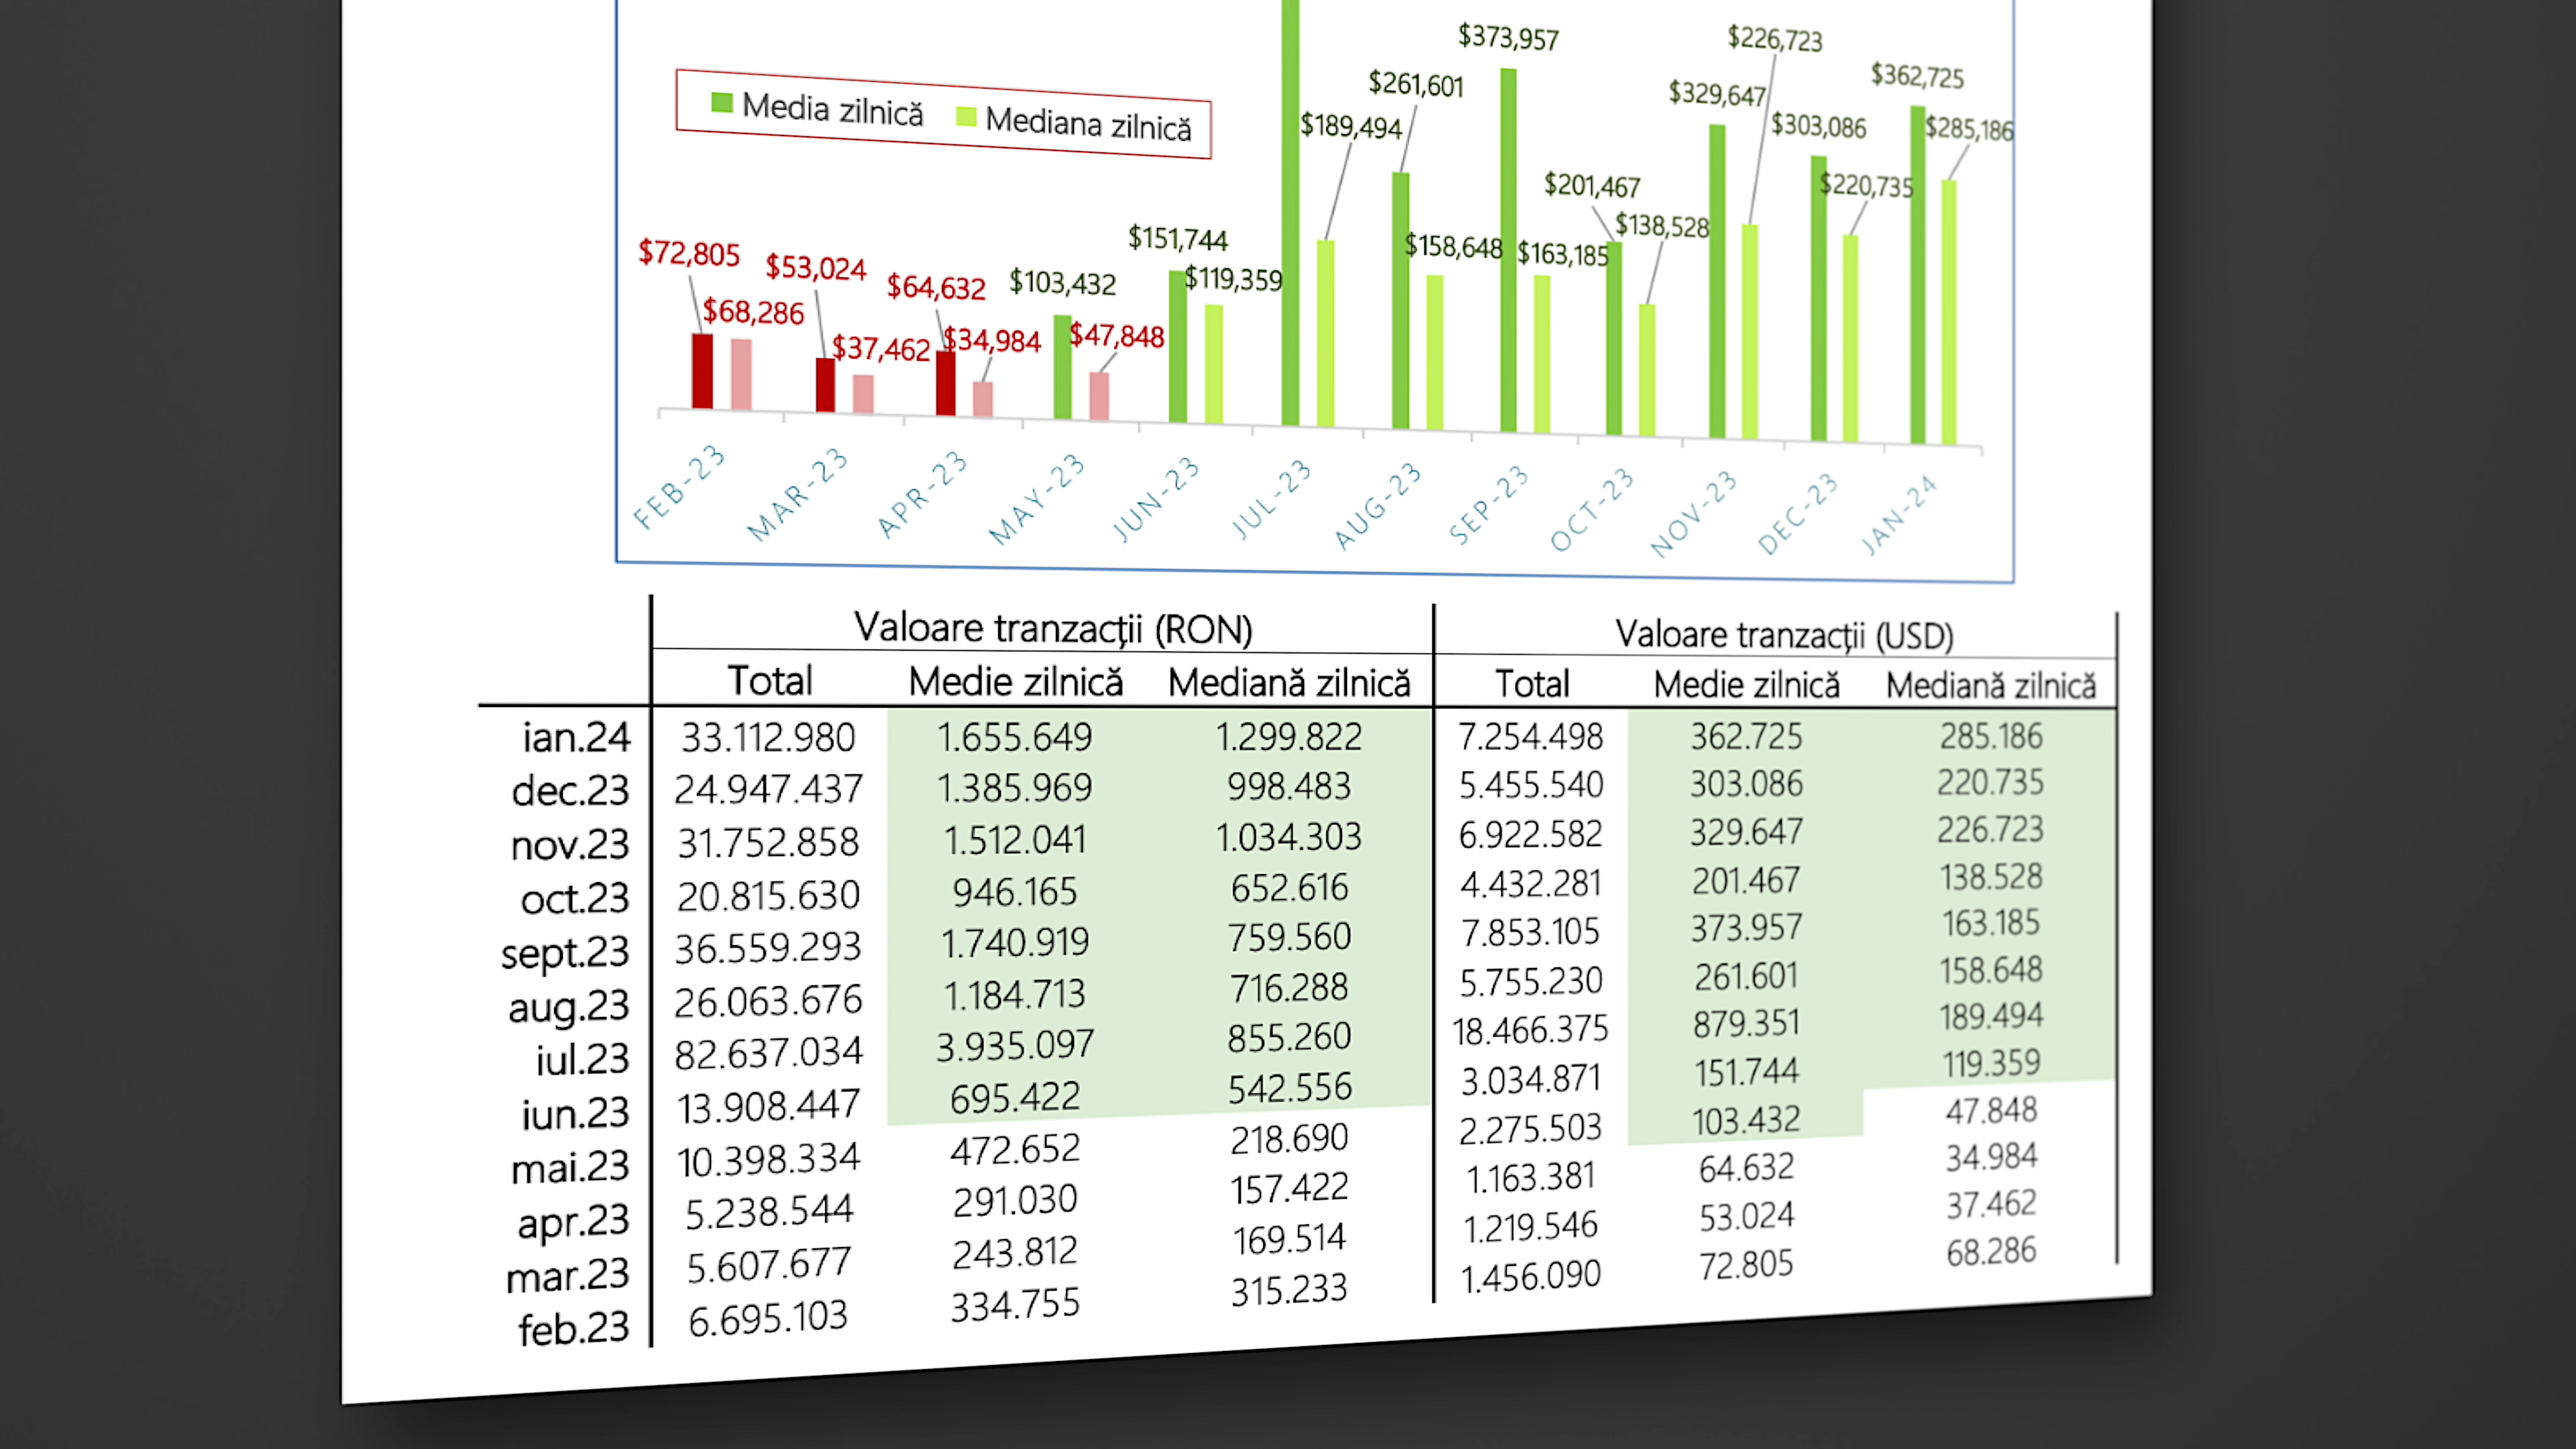 $373,957
$226,723
$261,601
$362,725
$329,647
Media zilnică Mediana zilnică
$189,494
$303,086
$285,186
$201,467
$220,735
$138,528
$72,805
$53,024
$64,632
$103,432
$151,744
$119,359
$158,648
$163,185
$68,286
$37,462
$34,984
$47,848
FEB-23 MAR-23 APR-23 MAY-23 JUN-23 JUL-23 AUG-23 SEP-23 OCT-23 NOV-23 DEC-23 JAN-24
Valoare tranzacții (RON) Valoare tranzacții (USD)
Total Medie zilnică Mediană zilnică Total Medie zilnică Mediană zilnică
ian.24 33.112.980 1.655.649 1.299.822 7.254.498 362.725 285.186
dec.23 24.947.437 1.385.969 998.483 5.455.540 303.086 220.735
nov.23 31.752.858 1.512.041 1.034.303 6.922.582 329.647 226.723
oct.23 20.815.630 946.165 652.616 4.432.281 201.467 138.528
sept.23 36.559.293 1.740.919 759.560 7.853.105 373.957 163.185
aug.23 26.063.676 1.184.713 716.288 5.755.230 261.601 158.648
iul.23 82.637.034 3.935.097 855.260 18.466.375 879.351 189.494
iun.23 13.908.447 695.422 542.556 3.034.871 151.744 119.359
mai.23 10.398.334 472.652 218.690 2.275.503 103.432 47.848
apr.23 5.238.544 291.030 157.422 1.163.381 64.632 34.984
mar.23 5.607.677 243.812 169.514 1.219.546 53.024 37.462
feb.23 6.695.103 334.755 315.233 1.456.090 72.805 68.286